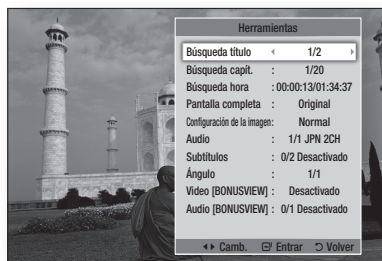 Herramientas
Búsqueda título ◄ 1/2 ►
Búsqueda capít. : 1/20
Búsqueda hora : 00:00:13/01:34:37
Pantalla completa : Original
Configuración de la imagen: Normal
Audio : 1/1 JPN 2CH
Subtítulos : 0/2 Desactivado
Ángulo : 1/1
Video [BONUSVIEW] : Desactivado
Audio [BONUSVIEW] : 0/1 Desactivado
◄► Camb. Entrar Volver